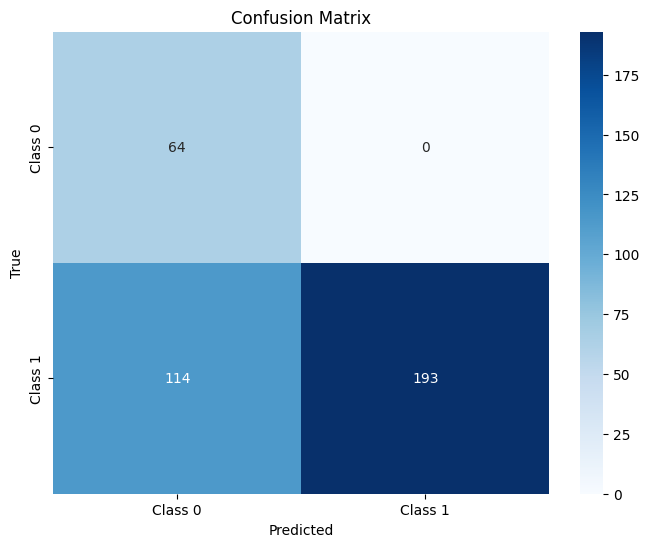 Confusion Matrix
True
Class 0
Class 1
64
0
114
193
Class 0
Class 1
Predicted
175
150
125
100
75
50
25
0